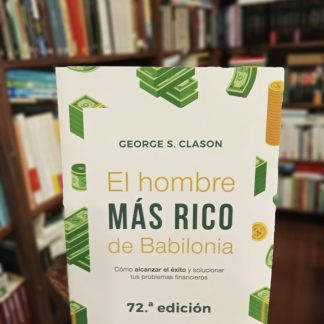 GEORGE S. CLASON
El hombre
MÁS RICO
de Babilonia
Cómo alcanzar el éxito y solucionar
tus problemas financieros
72.ª edición